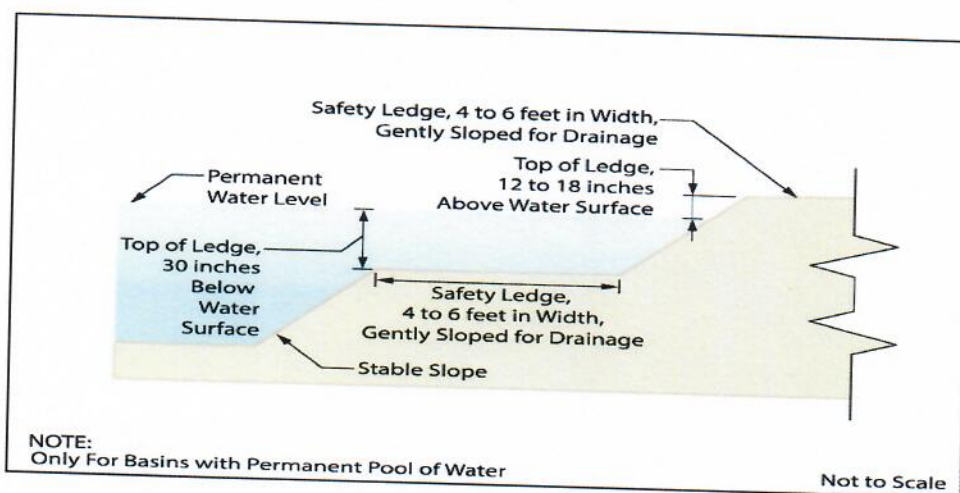 Safety Ledge, 4 to 6 feet in Width,
Gently Sloped for Drainage
Top of Ledge,
12 to 18 inches
Above Water Surface
Permanent
Water Level
Top of Ledge,
30 inches
Below
Water
Surface
Safety Ledge,
4 to 6 feet in Width,
Gently Sloped for Drainage
Stable Slope
NOTE:
Only For Basins with Permanent Pool of Water
Not to Scale